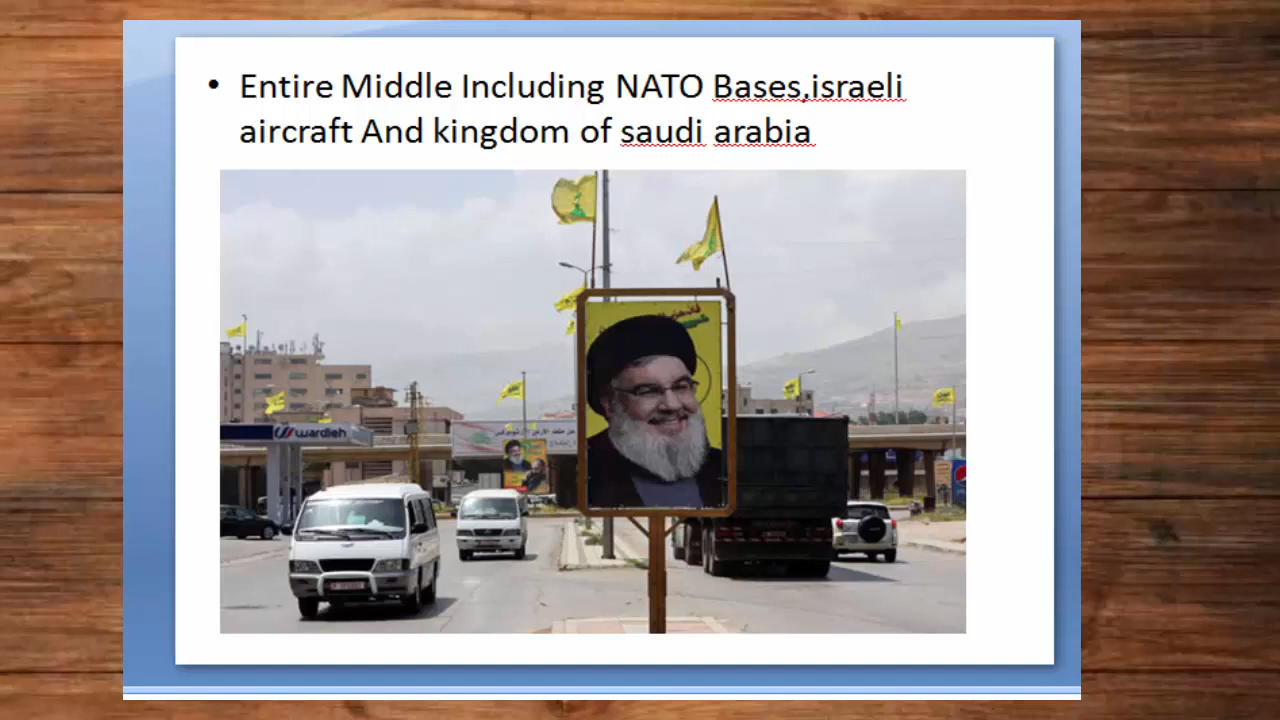 • Entire Middle Including NATO Bases,israeli
aircraft And kingdom of saudi arabia
wardieh